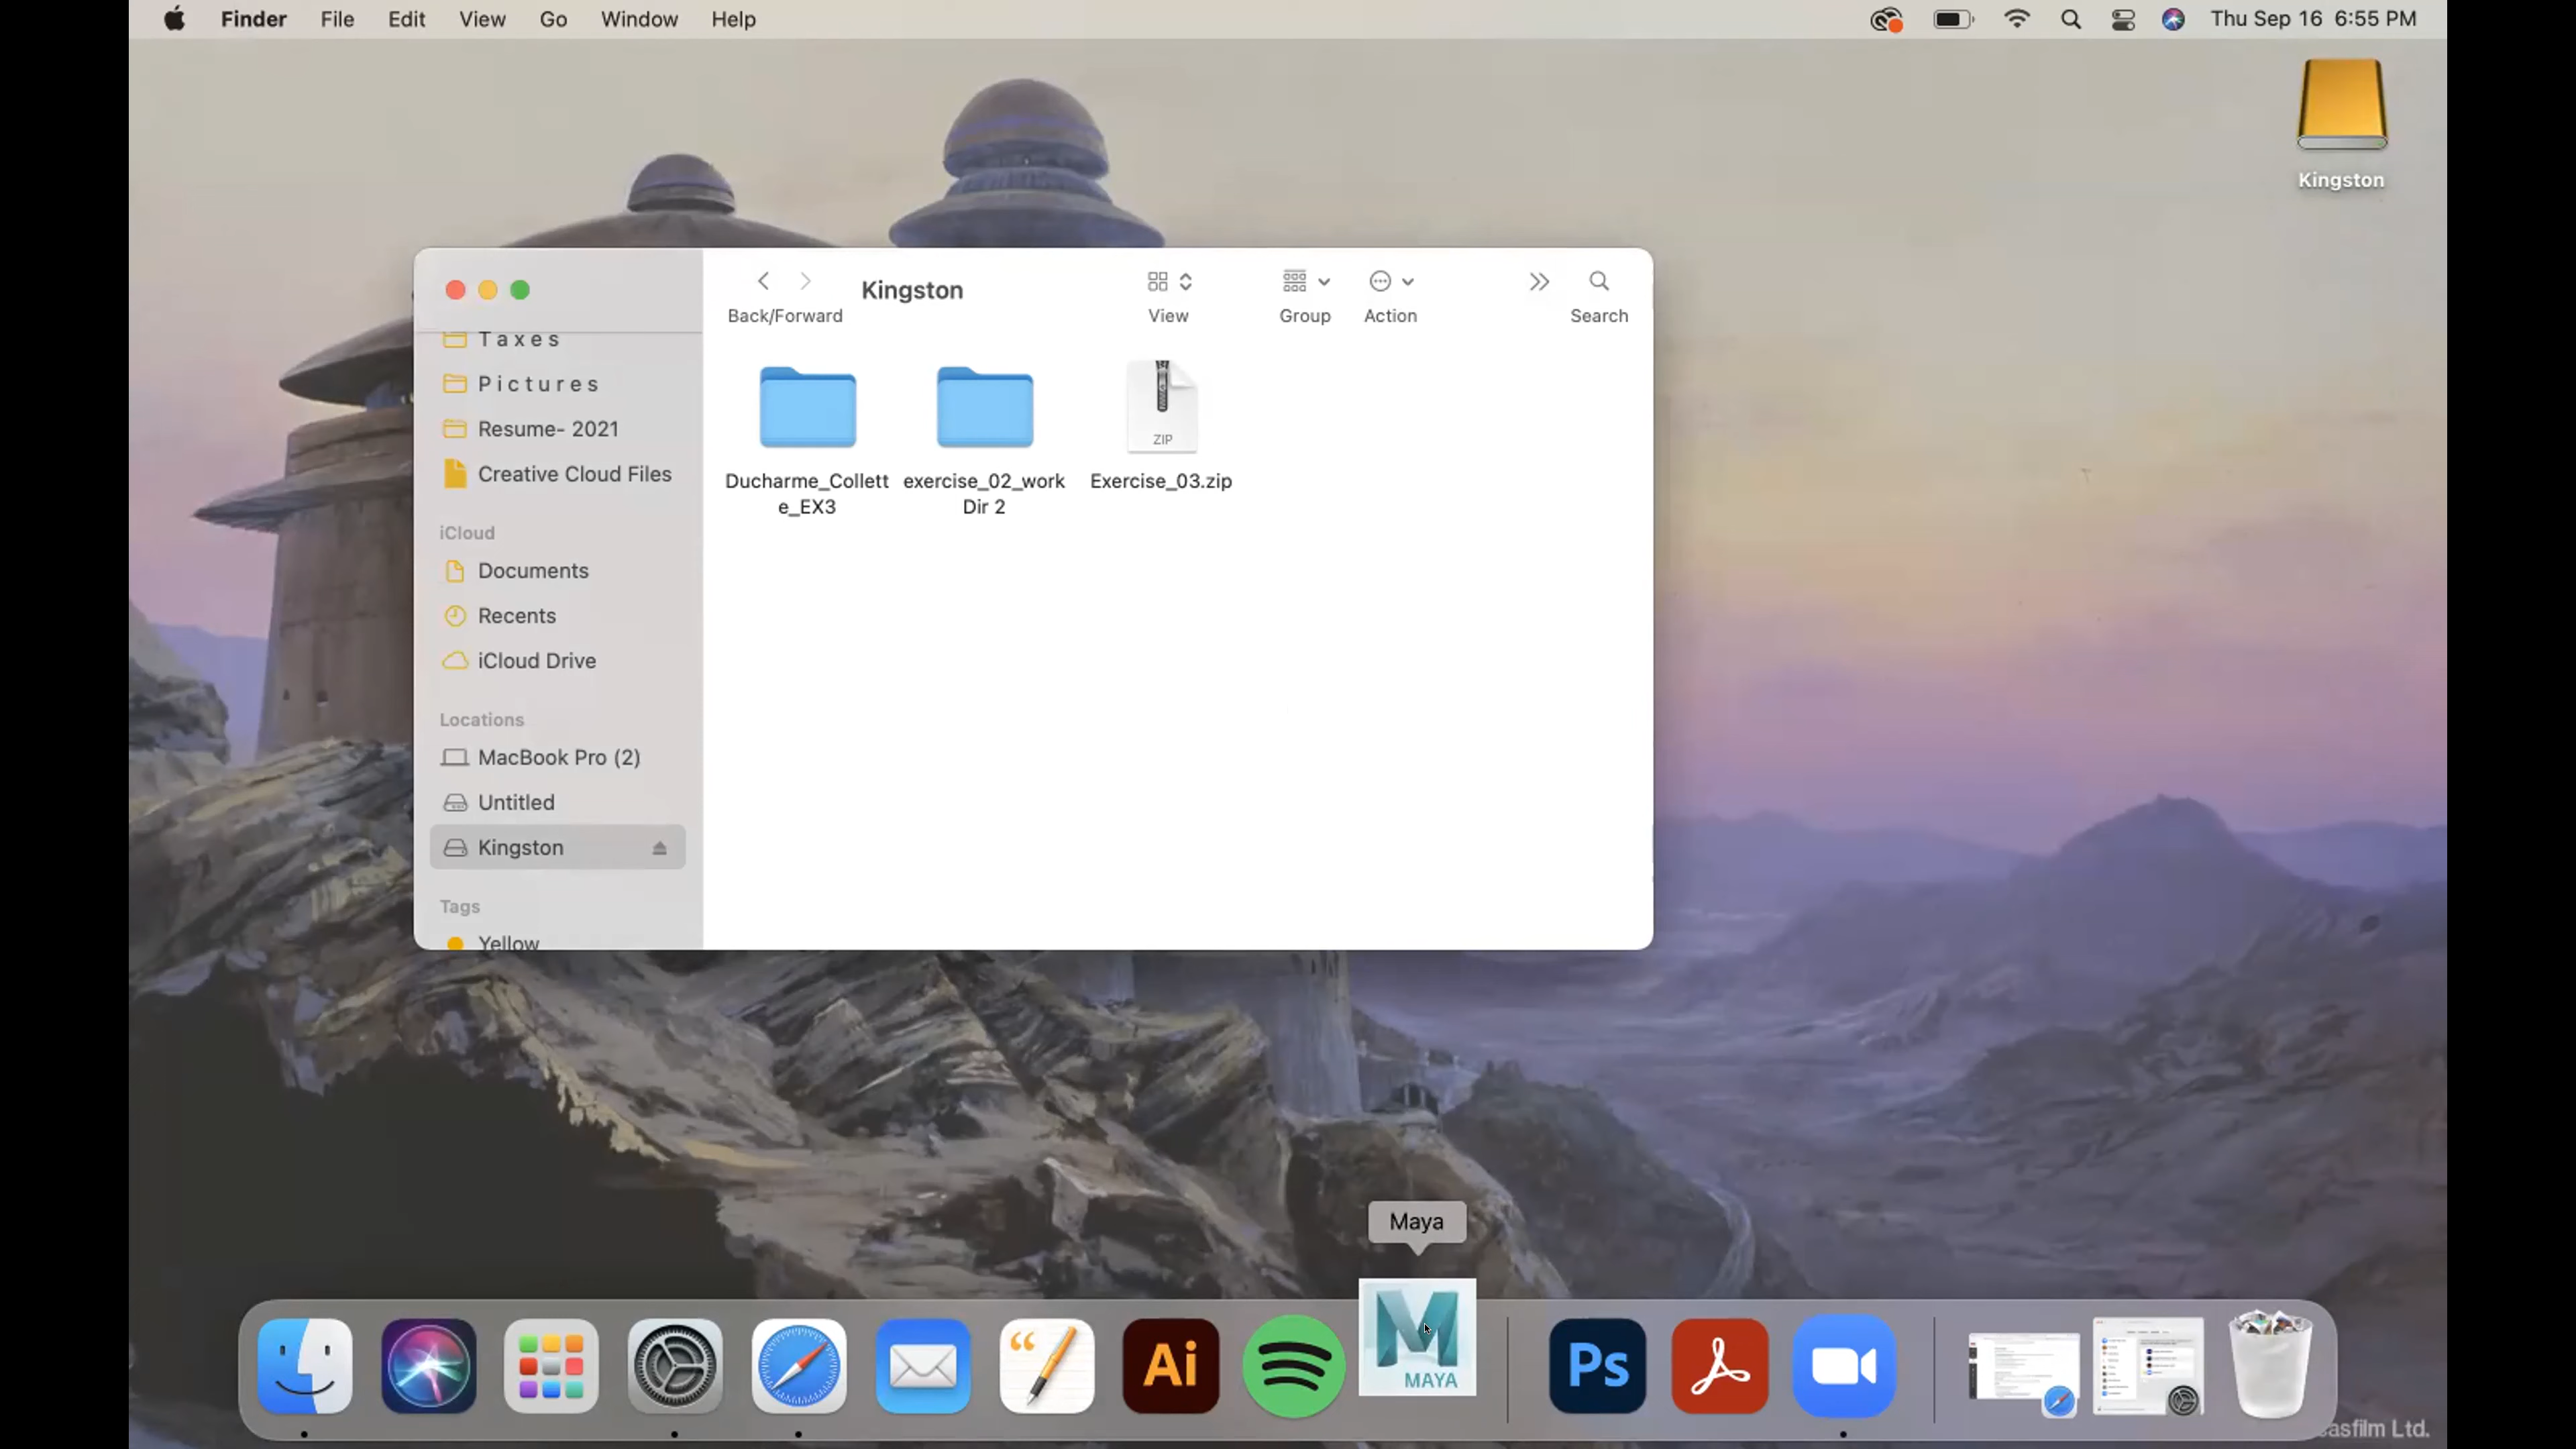 Finder File Edit View Go Window Help Thu Sep 16 6:55 PM
Kingston
Kingston
Back/Forward View Group Action Search
Taxes
Pictures
Resume- 2021
Creative Cloud Files
iCloud
Documents
Recents
iCloud Drive
Locations
MacBook Pro (2)
Untitled
Kingston
Tags
Yellow
ZIP
Ducharme_Collett
e_EX3
exercise_02_work
Dir 2
Exercise_03.zip
Maya
Ai
M
MAYA
Ps
asfilm Ltd.